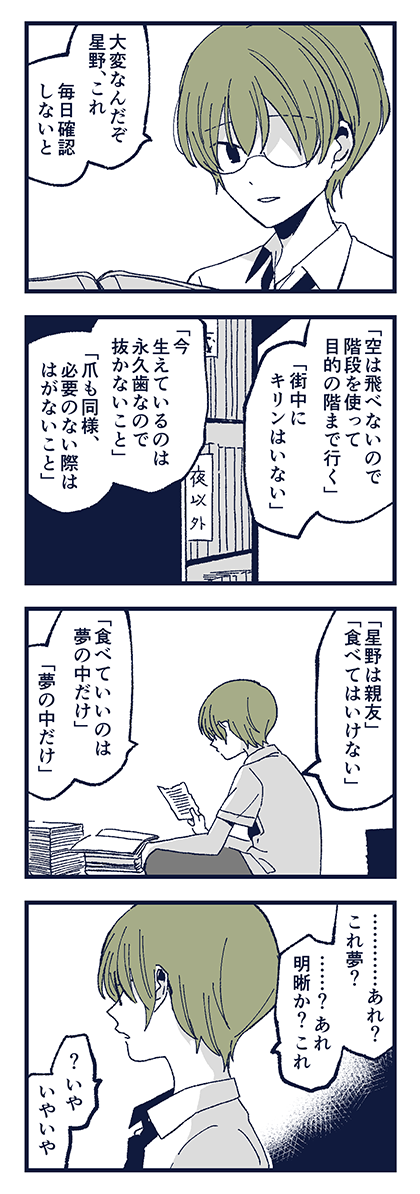 大変なんだぞ
星野、これ
毎日確認
しないと
「空は飛べないので
階段を使って
目的の階まで行く」
「街中に
キリンはいない」
夜以外
「今
生えているのは
永久歯なので
抜かないこと」
「爪も同様、
必要のない際は
はがないこと」
「星野は親友」
「食べてはいけない」
「食べていいのは
夢の中だけ」
「夢の中だけ」
…………あれ？
これ夢？
……？あれ
明晰か？これ
？いや
いやいや